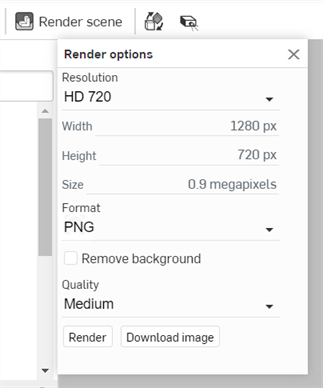 Render scene
Render options
Resolution
HD 720
Width 1280 px
Height 720 px
Size 0.9 megapixels
Format
PNG
Remove background
Quality
Medium
Render Download image